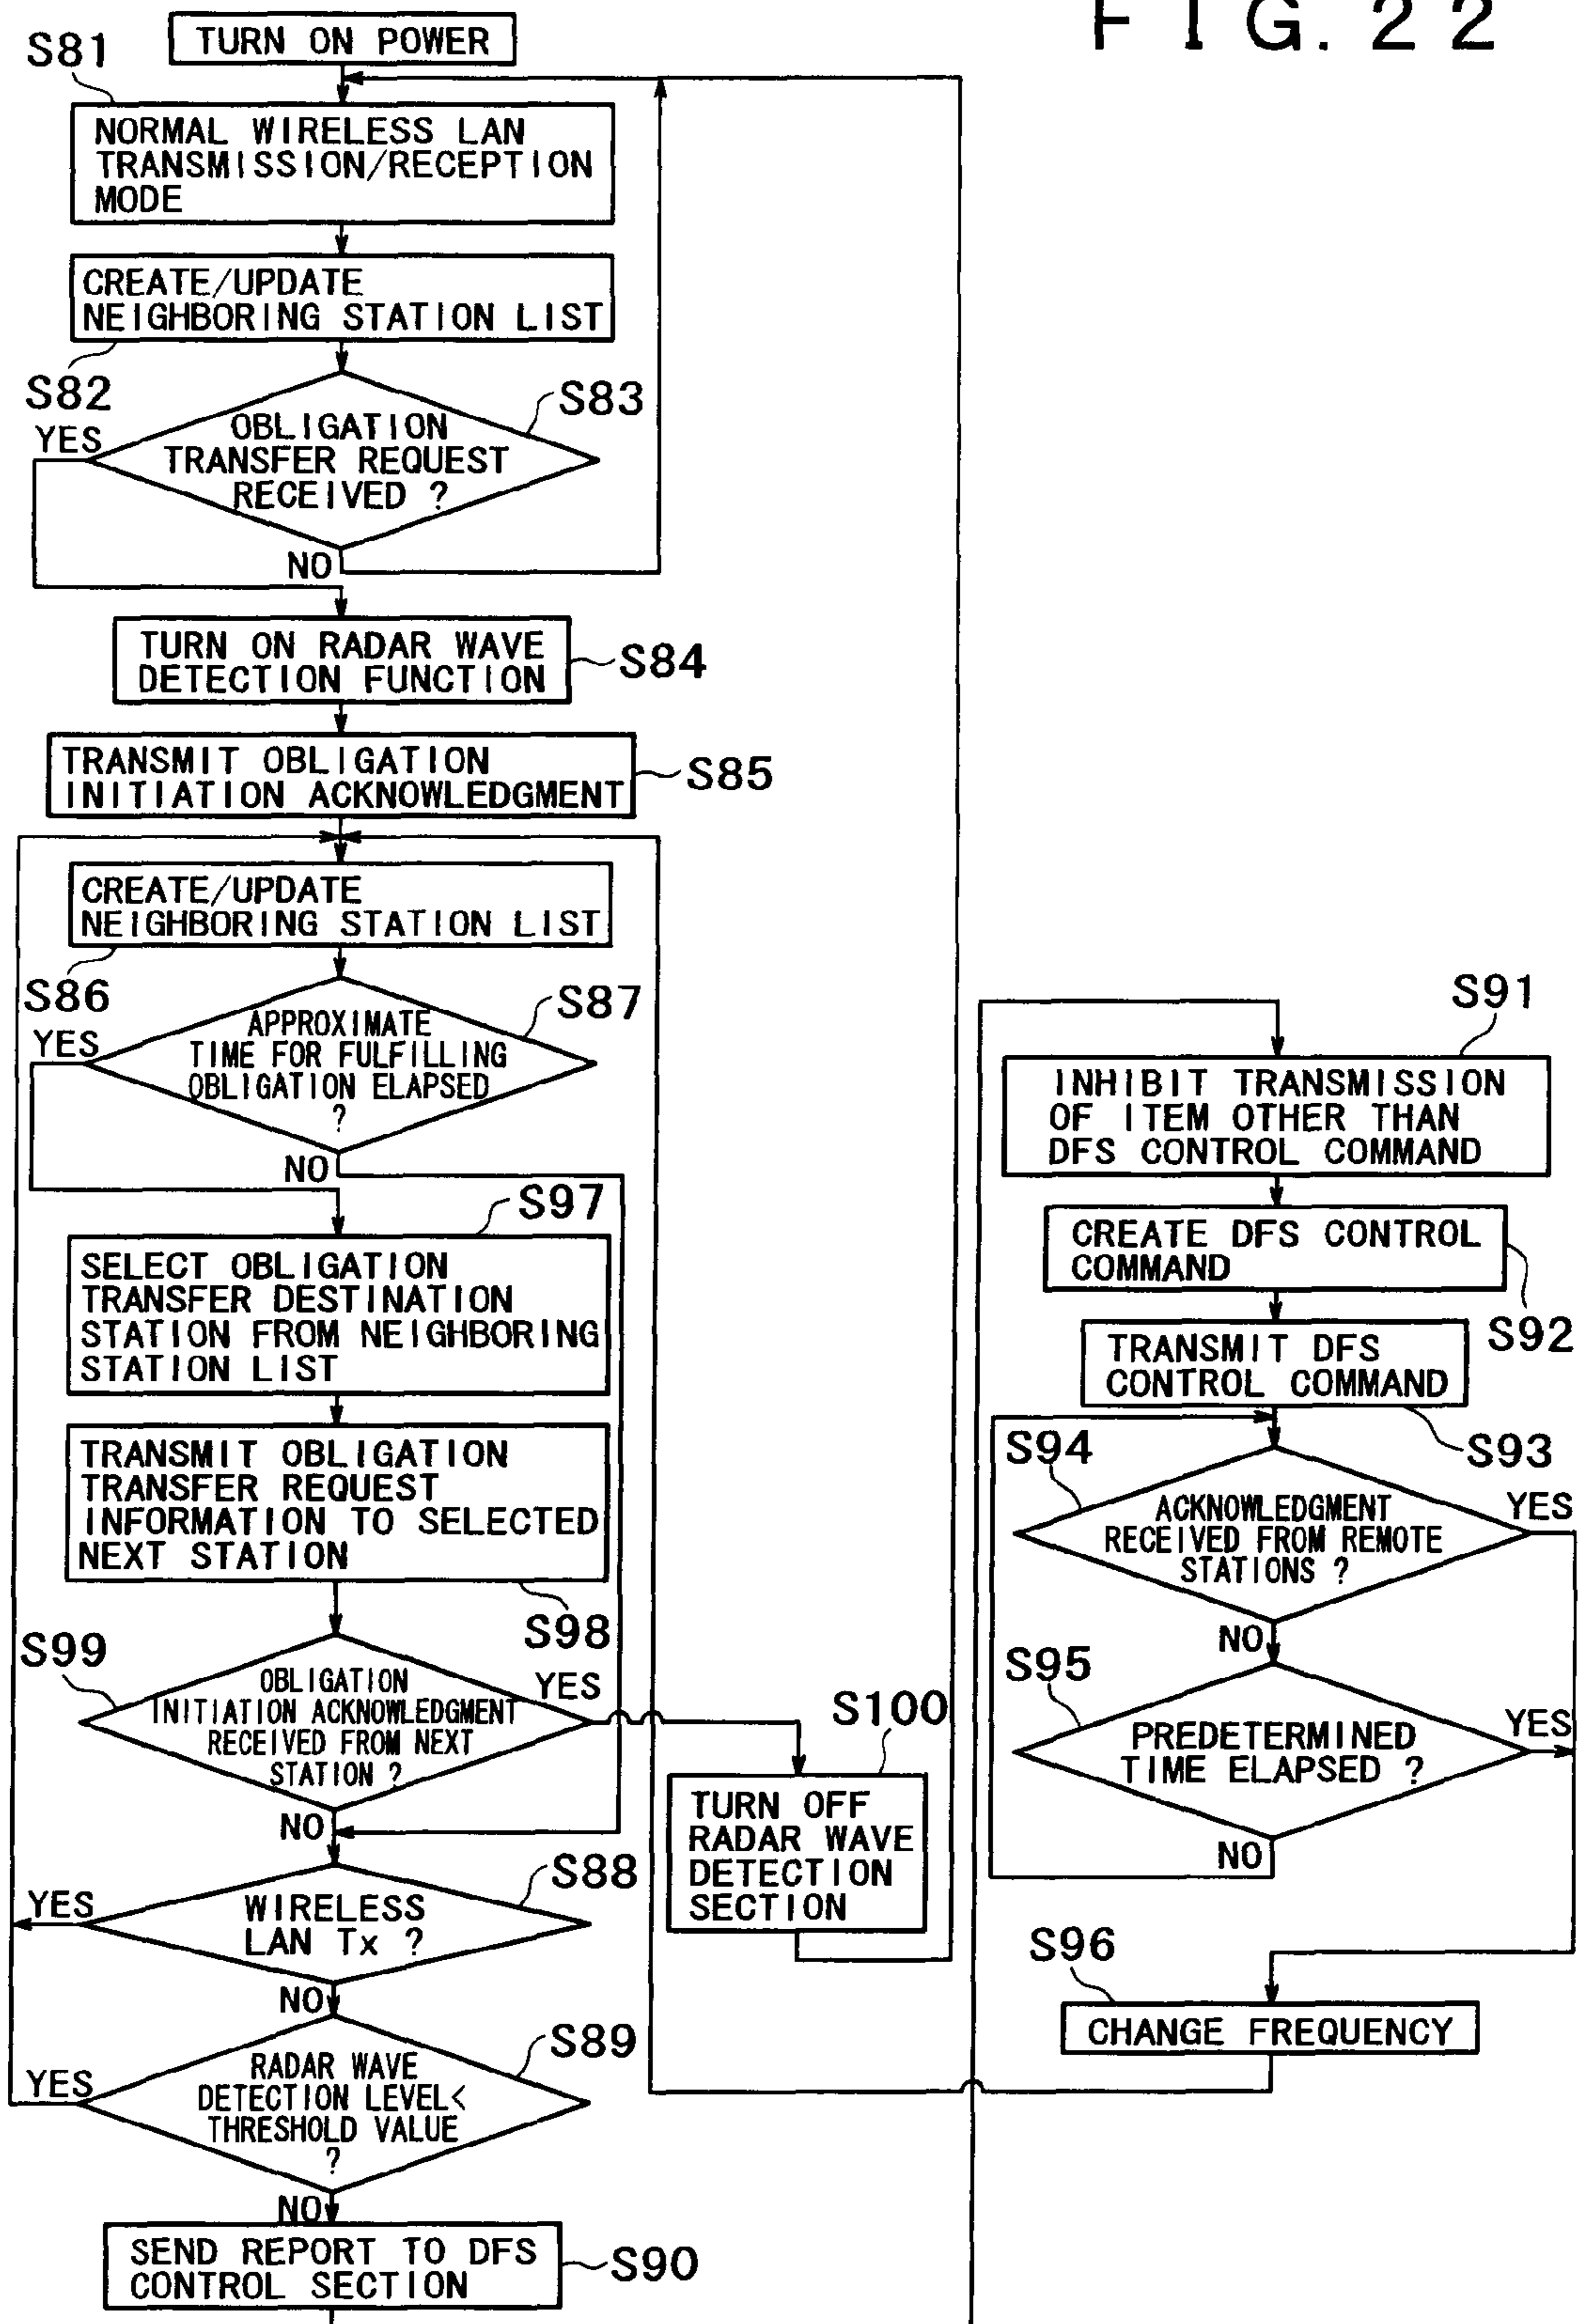 FIG. 22
TURN ON POWER
S81
NORMAL WIRELESS LAN
TRANSMISSION/RECEPTION
MODE
CREATE/UPDATE
NEIGHBORING STATION LIST
S82
S83
OBLIGATION
TRANSFER REQUEST
RECEIVED ?
YES
NO
TURN ON RADAR WAVE
DETECTION FUNCTION
S84
TRANSMIT OBLIGATION
INITIATION ACKNOWLEDGMENT
S85
CREATE/UPDATE
NEIGHBORING STATION LIST
S86
S87
APPROXIMATE
TIME FOR FULFILLING
OBLIGATION ELAPSED
?
YES
NO
S97
SELECT OBLIGATION
TRANSFER DESTINATION
STATION FROM NEIGHBORING
STATION LIST
TRANSMIT OBLIGATION
TRANSFER REQUEST
INFORMATION TO SELECTED
NEXT STATION
S98
S99
OBLIGATION
INITIATION ACKNOWLEDGMENT
RECEIVED FROM NEXT
STATION ?
YES
NO
S100
TURN OFF
RADAR WAVE
DETECTION
SECTION
S88
WIRELESS
LAN Tx ?
YES
NO
S89
RADAR WAVE
DETECTION LEVEL<
THRESHOLD VALUE
?
YES
NO
SEND REPORT TO DFS
CONTROL SECTION
S90
S91
INHIBIT TRANSMISSION
OF ITEM OTHER THAN
DFS CONTROL COMMAND
CREATE DFS CONTROL
COMMAND
S92
TRANSMIT DFS
CONTROL COMMAND
S93
S94
ACKNOWLEDGMENT
RECEIVED FROM REMOTE
STATIONS ?
YES
NO
S95
PREDETERMINED
TIME ELAPSED ?
YES
NO
S96
CHANGE FREQUENCY